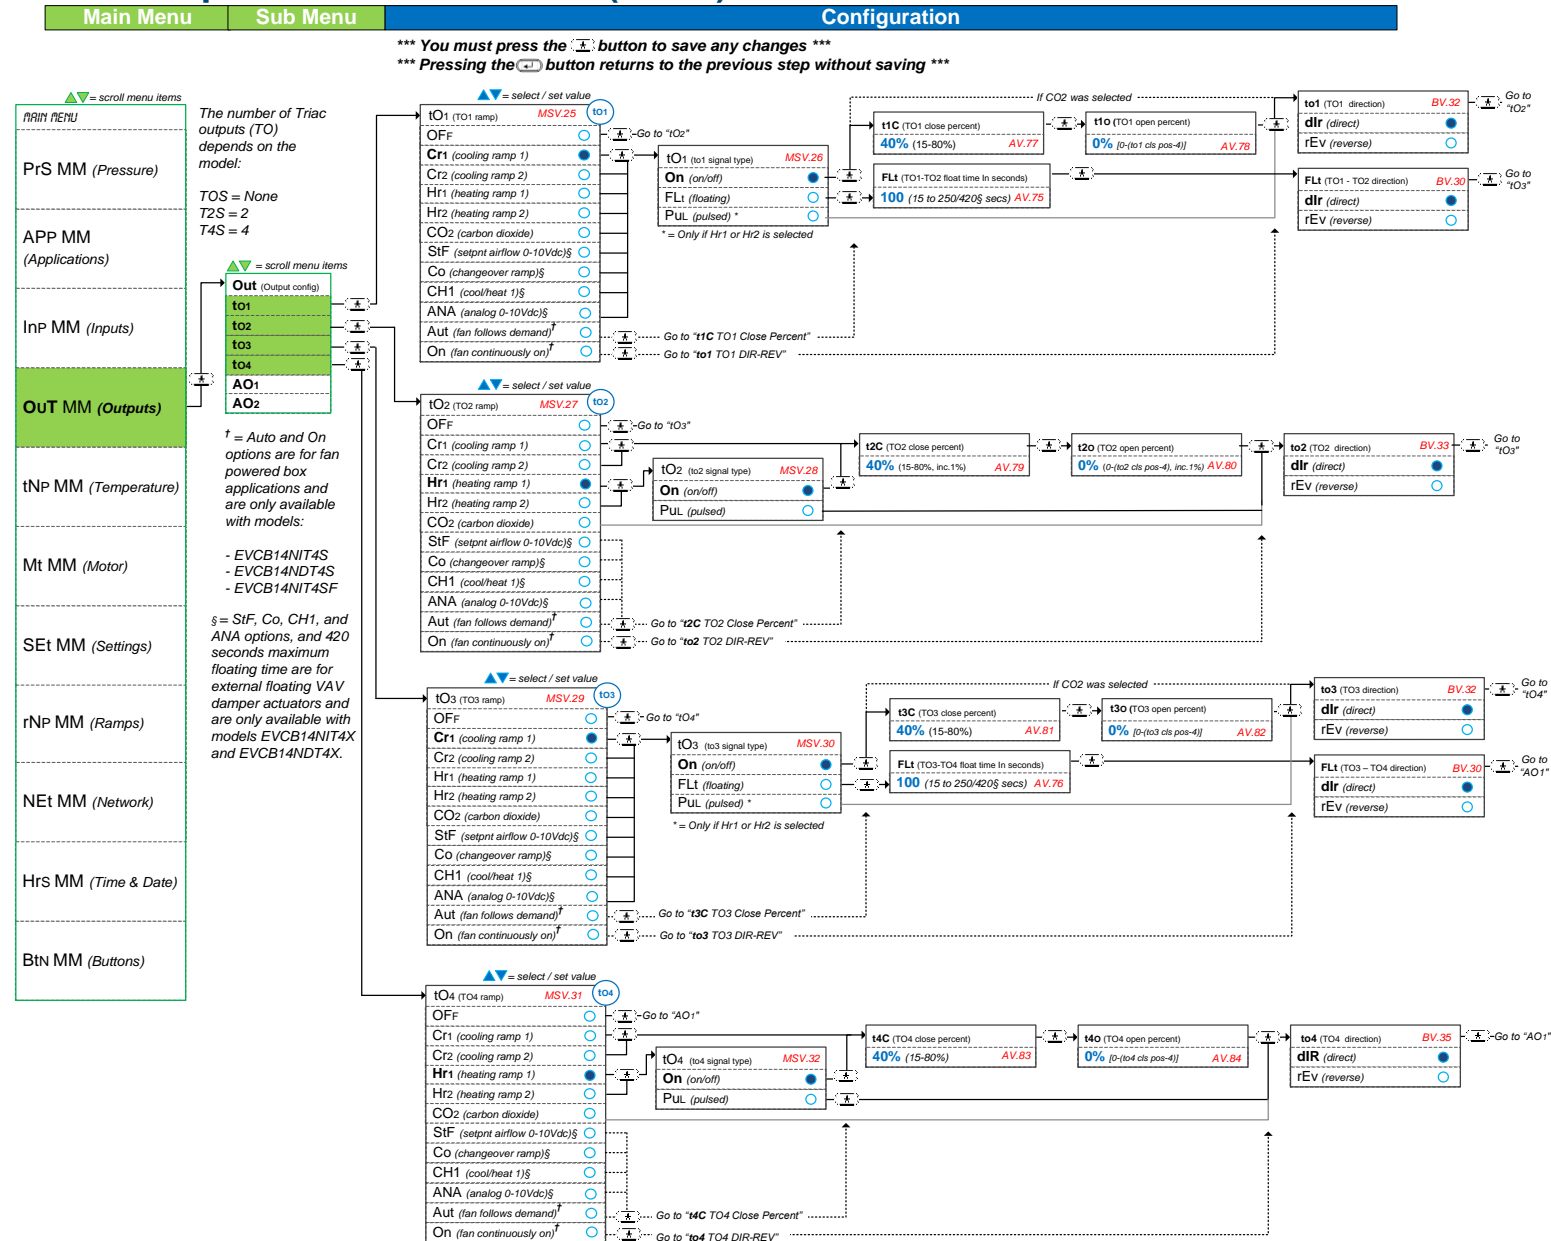 Main Menu
Sub Menu
Configuration
*** You must press the button to save any changes ***
*** Pressing the button returns to the previous step without saving ***
= scroll menu items
MAIN MENU
PrS MM (Pressure)
APP MM
(Applications)
InP MM (Inputs)
OUT MM (Outputs)
tNP MM (Temperature)
Mt MM (Motor)
SEt MM (Settings)
rNP MM (Ramps)
NEt MM (Network)
HrS MM (Time & Date)
BtN MM (Buttons)
The number of Triac
outputs (TO)
depends on the
model:
TOS = None
T2S = 2
T4S = 4
= scroll menu items
Out (Output config)
to1
to2
to3
to4
AO1
AO2
† = Auto and On
options are for fan
powered box
applications and
are only available
with models:
- EVCB14NIT4S
- EVCB14NDT4S
- EVCB14NIT4SF
§ = StF, Co, CH1, and
ANA options, and 420
seconds maximum
floating time are for
external floating VAV
damper actuators and
are only available with
models EVCB14NIT4X
and EVCB14NDT4X.
= select / set value
tO1
tO1 (TO1 ramp) MSV.25
OFF
Go to "tO2"
Cr1 (cooling ramp 1)
Cr2 (cooling ramp 2)
Hr1 (heating ramp 1)
Hr2 (heating ramp 2)
CO2 (carbon dioxide)
StF (setpnt airflow 0-10Vdc)§
Co (changeover ramp)§
CH1 (cool/heat 1)§
ANA (analog 0-10Vdc)§
Aut (fan follows demand)†
Go to "t1C TO1 Close Percent"
On (fan continuously on)†
Go to "to1 TO1 DIR-REV"
tO1 (to1 signal type) MSV.26
On (on/off)
FLt (floating)
PuL (pulsed) *
* = Only if Hr1 or Hr2 is selected
If CO2 was selected
t1C (TO1 close percent)
40% (15-80%) AV.77
t1o (TO1 open percent)
0% [0-(to1 cls pos-4)] AV.78
FLt (TO1-TO2 float time In seconds)
100 (15 to 250/420§ secs) AV.75
to1 (TO1 direction) BV.32
dIr (direct)
rEv (reverse)
Go to
"tO2"
FLt (TO1 - TO2 direction) BV.30
dIr (direct)
rEv (reverse)
Go to
"tO3"
= select / set value
tO2
tO2 (TO2 ramp) MSV.27
OFF
Go to "tO3"
Cr1 (cooling ramp 1)
Cr2 (cooling ramp 2)
Hr1 (heating ramp 1)
Hr2 (heating ramp 2)
CO2 (carbon dioxide)
StF (setpnt airflow 0-10Vdc)§
Co (changeover ramp)§
CH1 (cool/heat 1)§
ANA (analog 0-10Vdc)§
Aut (fan follows demand)†
Go to "t2C TO2 Close Percent"
On (fan continuously on)†
Go to "to2 TO2 DIR-REV"
tO2 (to2 signal type) MSV.28
On (on/off)
PuL (pulsed)
t2C (TO2 close percent)
40% (15-80%, inc.1%) AV.79
t2o (TO2 open percent)
0% (0-(to2 cls pos-4), inc.1%) AV.80
to2 (TO2 direction) BV.33
dIr (direct)
rEv (reverse)
Go to
"tO3"
= select / set value
tO3
tO3 (TO3 ramp) MSV.29
OFF
Go to "tO4"
Cr1 (cooling ramp 1)
Cr2 (cooling ramp 2)
Hr1 (heating ramp 1)
Hr2 (heating ramp 2)
CO2 (carbon dioxide)
StF (setpnt airflow 0-10Vdc)§
Co (changeover ramp)§
CH1 (cool/heat 1)§
ANA (analog 0-10Vdc)§
Aut (fan follows demand)†
Go to "t3C TO3 Close Percent"
On (fan continuously on)†
Go to "to3 TO3 DIR-REV"
tO3 (to3 signal type) MSV.30
On (on/off)
FLt (floating)
PuL (pulsed) *
* = Only if Hr1 or Hr2 is selected
If CO2 was selected
t3C (TO3 close percent)
40% (15-80%) AV.81
t3o (TO3 open percent)
0% [0-(to3 cls pos-4)] AV.82
FLt (TO3-TO4 float time In seconds)
100 (15 to 250/420§ secs) AV.76
to3 (TO3 direction) BV.32
dIr (direct)
rEv (reverse)
Go to
"tO4"
FLt (TO3 – TO4 direction) BV.30
dIr (direct)
rEv (reverse)
Go to
"AO1"
= select / set value
tO4
tO4 (TO4 ramp) MSV.31
OFF
Go to "AO1"
Cr1 (cooling ramp 1)
Cr2 (cooling ramp 2)
Hr1 (heating ramp 1)
Hr2 (heating ramp 2)
CO2 (carbon dioxide)
StF (setpnt airflow 0-10Vdc)§
Co (changeover ramp)§
CH1 (cool/heat 1)§
ANA (analog 0-10Vdc)§
Aut (fan follows demand)†
Go to "t4C TO4 Close Percent"
On (fan continuously on)†
Go to "to4 TO4 DIR-REV"
tO4 (to4 signal type) MSV.32
On (on/off)
PuL (pulsed)
t4C (TO4 close percent)
40% (15-80%) AV.83
t4o (TO4 open percent)
0% [0-(to4 cls pos-4)] AV.84
to4 (TO4 direction) BV.35
dIR (direct)
rEv (reverse)
Go to "AO1"